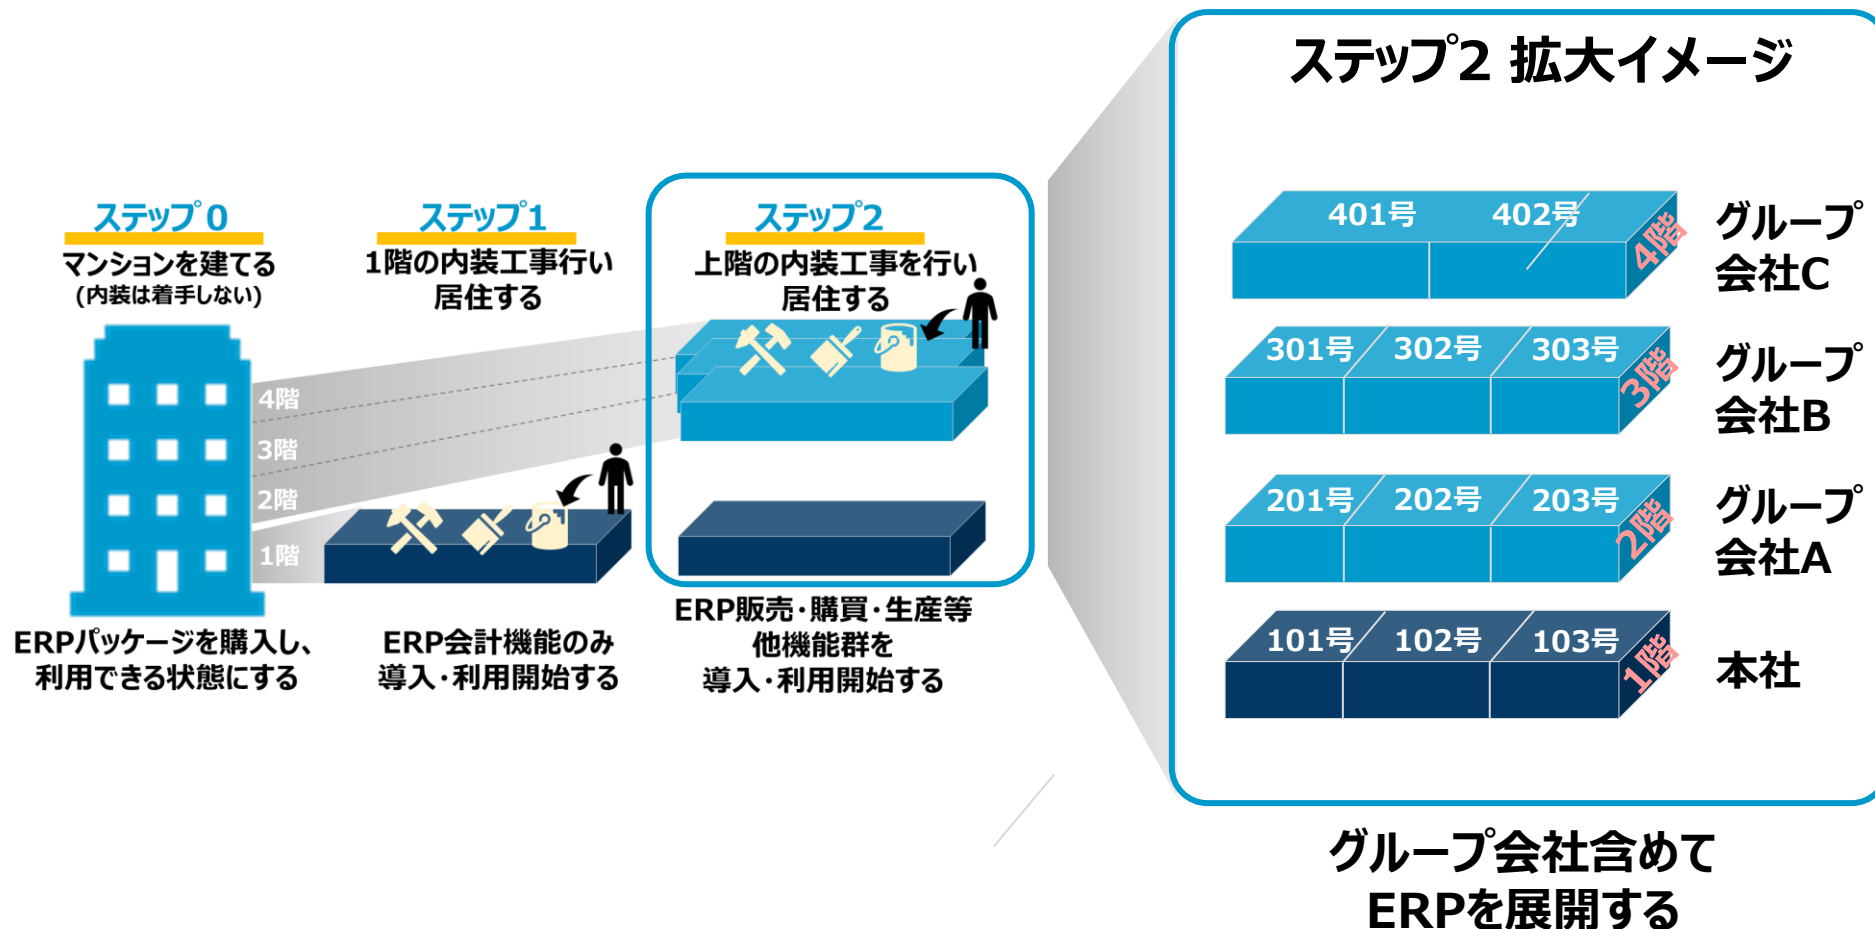 ステップ0
マンションを建てる
(内装は着手しない)
4階
3階
2階
1階
ERPパッケージを購入し、
利用できる状態にする
ステップ1
1階の内装工事行い
居住する
ERP会計機能のみ
導入・利用開始する
ステップ2
上階の内装工事を行い
居住する
ERP販売・購買・生産等
他機能群を
導入・利用開始する
ステップ2 拡大イメージ
401号 402号
4階
グループ
会社C
301号 302号 303号
3階
グループ
会社B
201号 202号 203号
2階
グループ
会社A
101号 102号 103号
1階
本社
グループ会社含めて
ERPを展開する